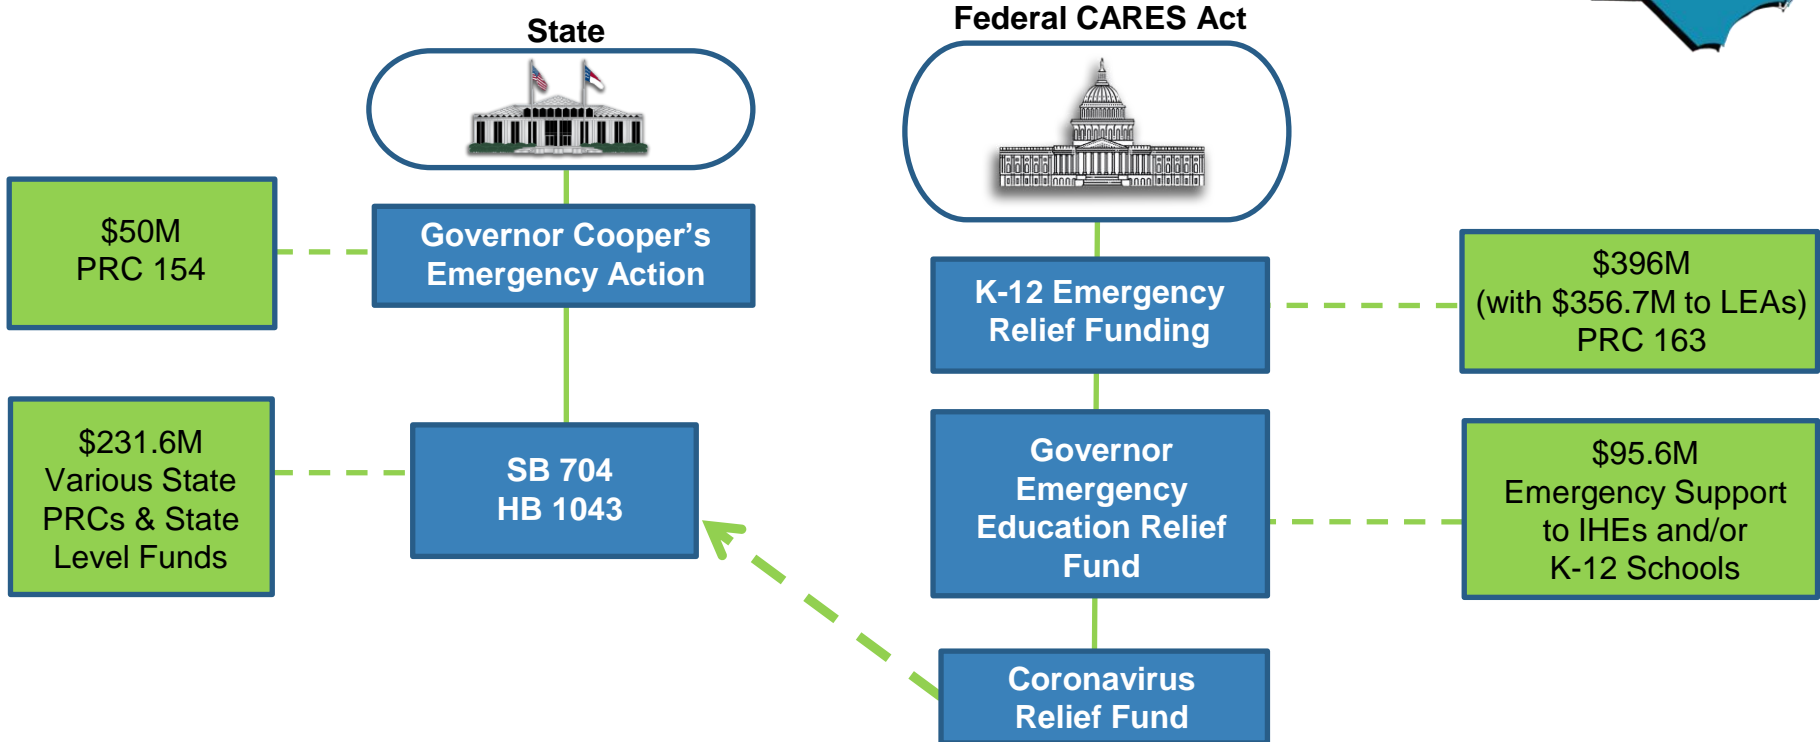 State
Federal CARES Act
$50M
PRC 154
Governor Cooper's
Emergency Action
K-12 Emergency
Relief Funding
$396M
(with $356.7M to LEAs)
PRC 163
$231.6M
Various State
PRCs & State
Level Funds
SB 704
HB 1043
Governor
Emergency
Education Relief
Fund
$95.6M
Emergency Support
to IHEs and/or
K-12 Schools
Coronavirus
Relief Fund